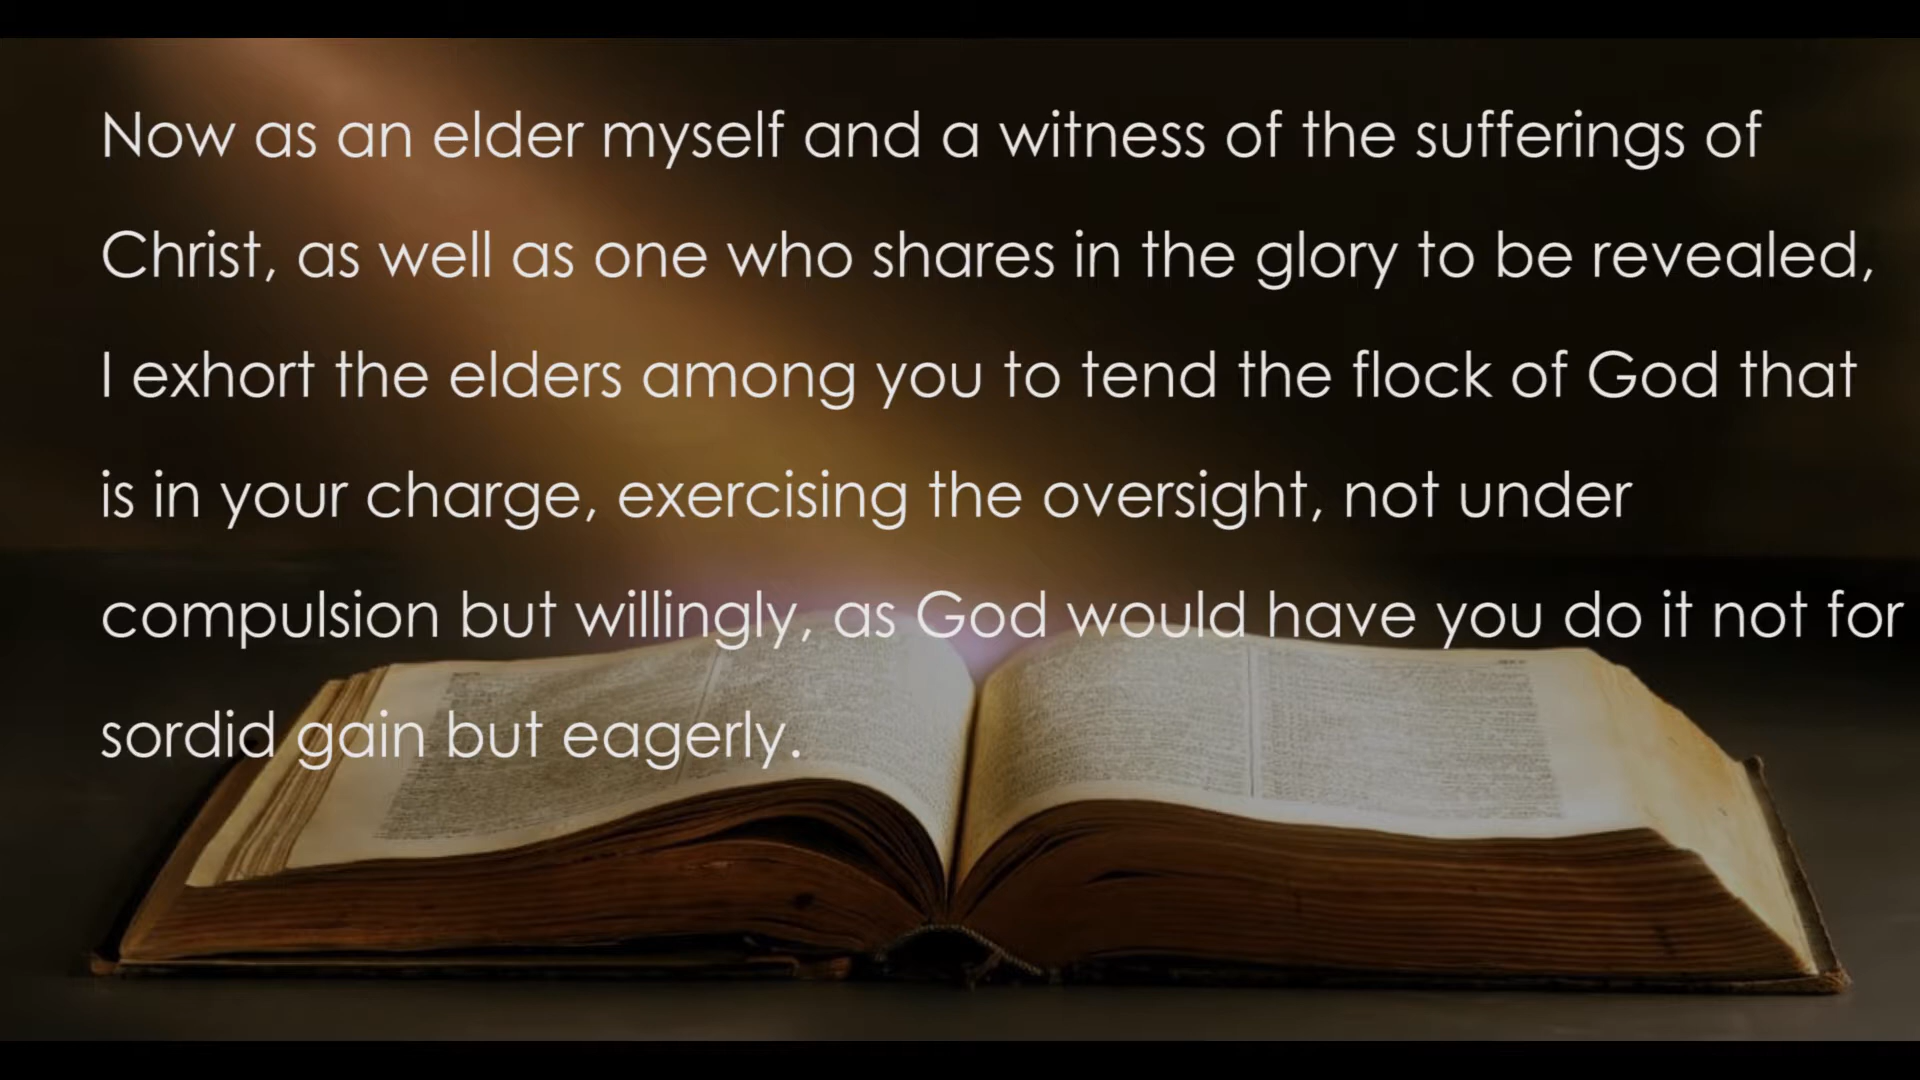 Now as an elder myself and a witness of the sufferings of
Christ, as well as one who shares in the glory to be revealed,
I exhort the elders among you to tend the flock of God that
is in your charge, exercising the oversight, not under
compulsion but willingly, as God would have you do it not for
sordid gain but eagerly.